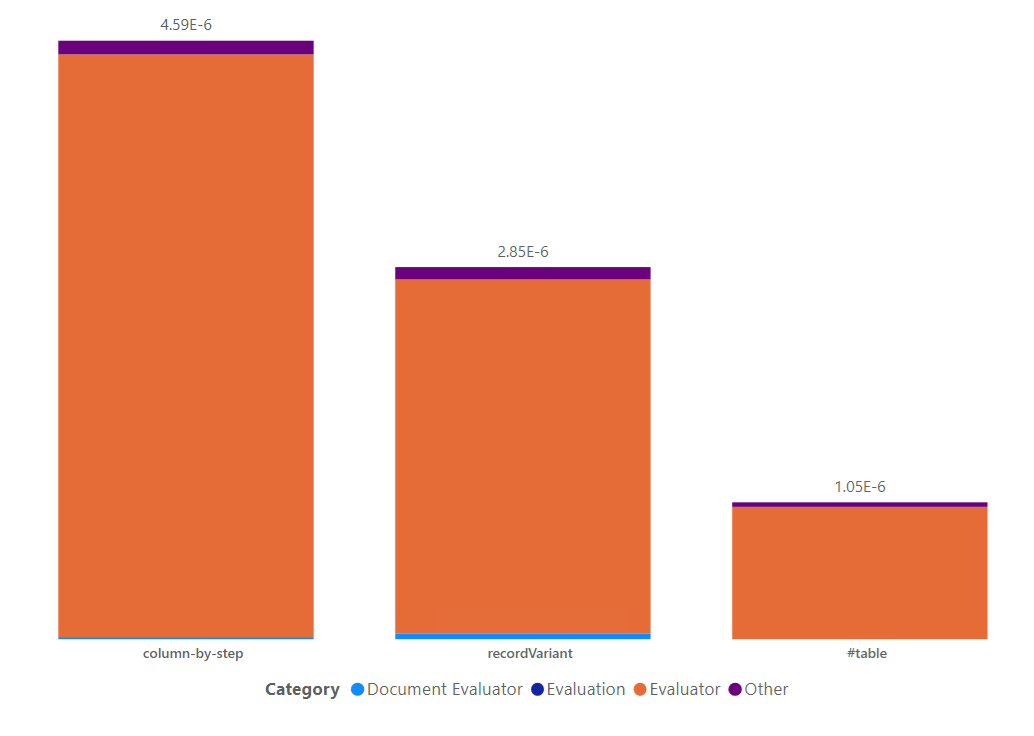 4.59E-6
2.85E-6
1.05E-6
column-by-step recordVariant #table
Category Document Evaluator Evaluation Evaluator Other